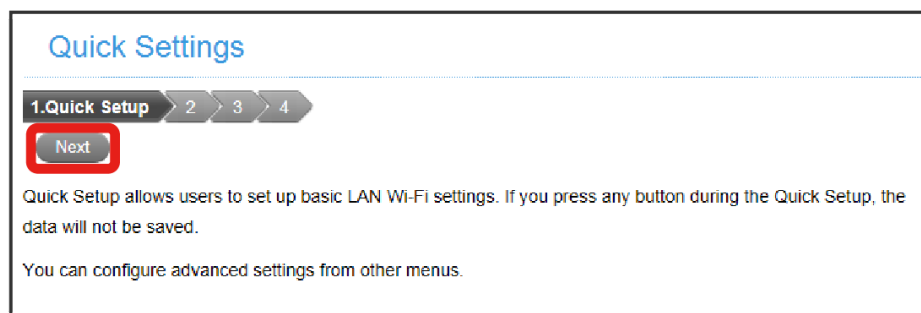 Quick Settings
1.Quick Setup 2 3 4
Next
Quick Setup allows users to set up basic LAN Wi-Fi settings. If you press any button during the Quick Setup, the
data will not be saved.
You can configure advanced settings from other menus.